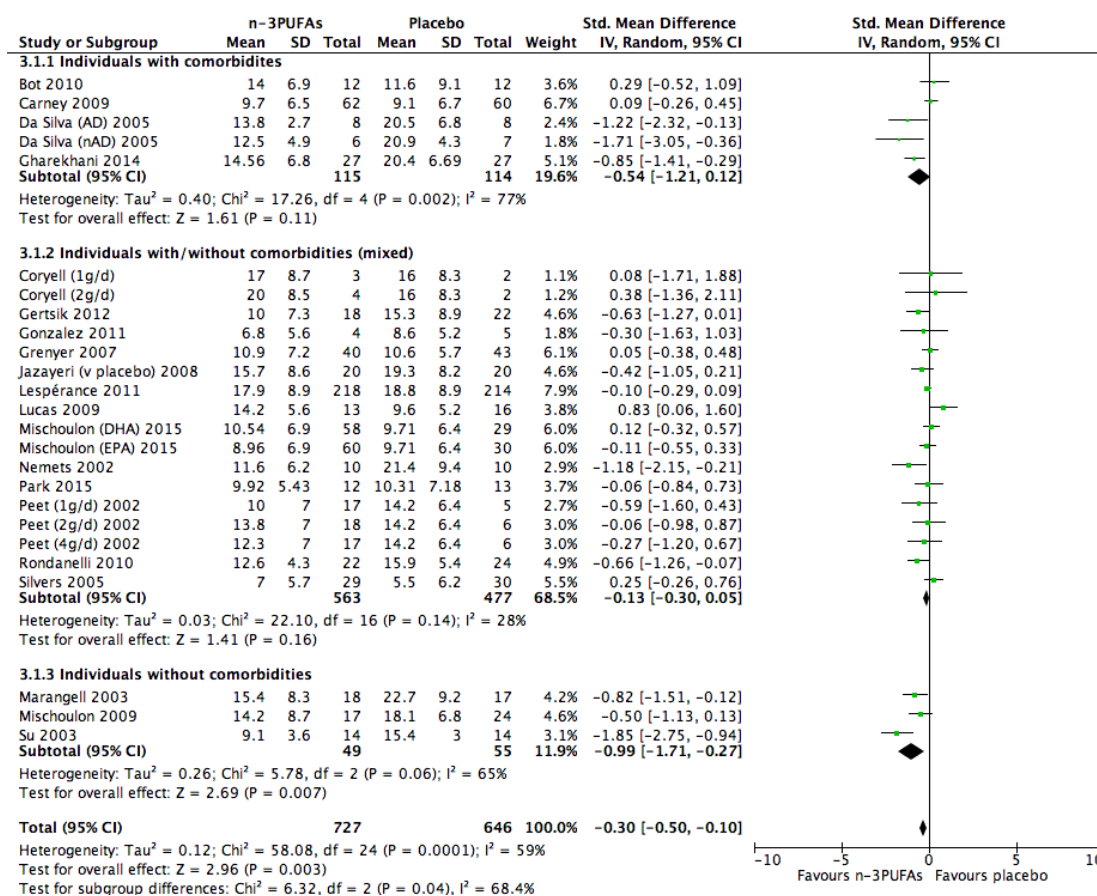 n-3PUFAs Placebo Std. Mean Difference Std. Mean Difference
Study or Subgroup Mean SD Total Mean SD Total Weight IV, Random, 95% CI IV, Random, 95% CI
3.1.1 Individuals with comorbidites
Bot 2010 14 6.9 12 11.6 9.1 12 3.6% 0.29 [-0.52, 1.09]
Carney 2009 9.7 6.5 62 9.1 6.7 60 6.7% 0.09 [-0.26, 0.45]
Da Silva (AD) 2005 13.8 2.7 8 20.5 6.8 8 2.4% -1.22 [-2.32, -0.13]
Da Silva (nAD) 2005 12.5 4.9 6 20.9 4.3 7 1.8% -1.71 [-3.05, -0.36]
Gharekhani 2014 14.56 6.8 27 20.4 6.69 27 5.1% -0.85 [-1.41, -0.29]
Subtotal (95% CI) 115 114 19.6% -0.54 [-1.21, 0.12]
Heterogeneity: Tau² = 0.40; Chi² = 17.26, df = 4 (P = 0.002); I² = 77%
Test for overall effect: Z = 1.61 (P = 0.11)
3.1.2 Individuals with/without comorbidities (mixed)
Coryell (1g/d) 17 8.7 3 16 8.3 2 1.1% 0.08 [-1.71, 1.88]
Coryell (2g/d) 20 8.5 4 16 8.3 2 1.2% 0.38 [-1.36, 2.11]
Gertsik 2012 10 7.3 18 15.3 8.9 22 5.0% -0.63 [-1.27, 0.01]
Gonzalez 2011 6.8 5.6 4 8.6 5.2 5 1.8% -0.30 [-1.63, 1.03]
Grenyer 2007 10.9 7.2 40 10.6 5.7 43 6.1% 0.05 [-0.38, 0.48]
Jazayeri (v placebo) 2008 15.7 8.6 20 19.3 8.2 20 4.7% -0.42 [-1.05, 0.21]
Lespérance 2011 17.9 8.9 218 18.8 8.9 214 7.9% -0.10 [-0.29, 0.09]
Lucas 2009 14.2 5.6 13 9.6 5.2 16 3.8% 0.83 [0.06, 1.60]
Mischoulon (DHA) 2015 10.54 6.9 58 9.71 6.4 29 6.0% 0.12 [-0.32, 0.57]
Mischoulon (EPA) 2015 8.96 6.9 60 9.71 6.4 30 6.1% -0.11 [-0.55, 0.33]
Nemets 2002 11.6 6.2 10 21.4 9.4 10 2.9% -1.18 [-2.15, -0.21]
Park 2015 9.92 5.43 12 10.31 7.18 13 3.7% -0.06 [-0.84, 0.73]
Peet (1g/d) 2002 10 7 17 14.2 6.4 5 2.7% -0.59 [-1.60, 0.43]
Peet (2g/d) 2002 13.8 7 18 14.2 6.4 6 3.0% -0.06 [-0.98, 0.87]
Peet (4g/d) 2002 12.3 7 17 14.2 6.4 6 3.0% -0.27 [-1.20, 0.67]
Rondanelli 2010 12.6 4.3 22 15.9 5.4 24 4.9% -0.66 [-1.26, -0.07]
Silvers 2005 7 5.7 29 5.5 6.2 30 5.5% 0.25 [-0.26, 0.76]
Subtotal (95% CI) 563 477 68.5% -0.13 [-0.30, 0.05]
Heterogeneity: Tau² = 0.03; Chi² = 22.10, df = 16 (P = 0.14); I² = 28%
Test for overall effect: Z = 1.41 (P = 0.16)
3.1.3 Individuals without comorbidities
Marangell 2003 15.4 8.3 18 22.7 9.2 17 4.2% -0.82 [-1.51, -0.12]
Mischoulon 2009 14.2 8.7 17 18.1 6.8 24 4.6% -0.50 [-1.13, 0.13]
Su 2003 9.1 3.6 14 15.4 3 14 3.1% -1.85 [-2.75, -0.94]
Subtotal (95% CI) 49 55 11.9% -0.99 [-1.71, -0.27]
Heterogeneity: Tau² = 0.26; Chi² = 5.78, df = 2 (P = 0.06); I² = 65%
Test for overall effect: Z = 2.69 (P = 0.007)
Total (95% CI) 727 646 100.0% -0.30 [-0.50, -0.10]
Heterogeneity: Tau² = 0.12; Chi² = 58.08, df = 24 (P = 0.0001); I² = 59%
Test for overall effect: Z = 2.96 (P = 0.003)
Test for subgroup differences: Chi² = 6.32, df = 2 (P = 0.04), I² = 68.4%
-10 -5 0 5 10
Favours n-3PUFAs Favours placebo